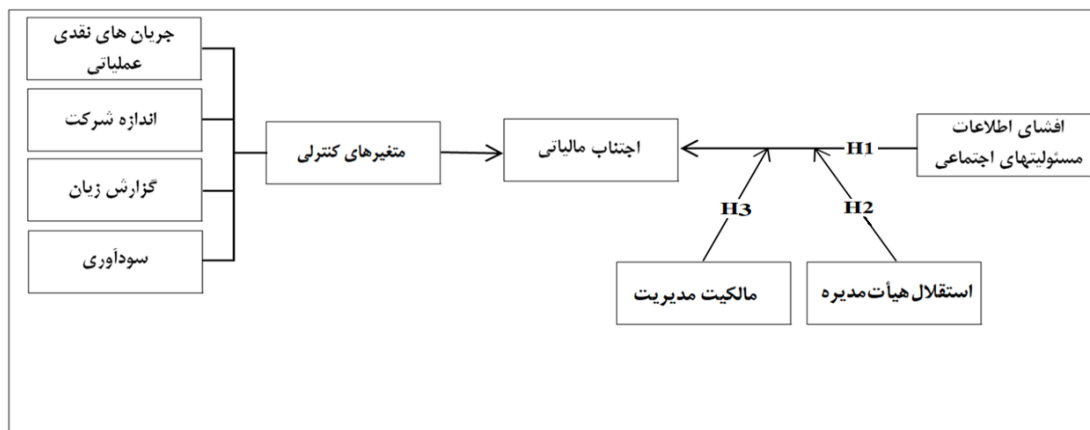 جریان های نقدی
عملیاتی
اندازه شرکت
گزارش زیان
سودآوری
متغیرهای کنترلی
اجتناب مالیاتی
H1
افشای اطلاعات
مسئولیتهای اجتماعی
H3
H2
مالکیت مدیریت
استقلال هیأت مدیره